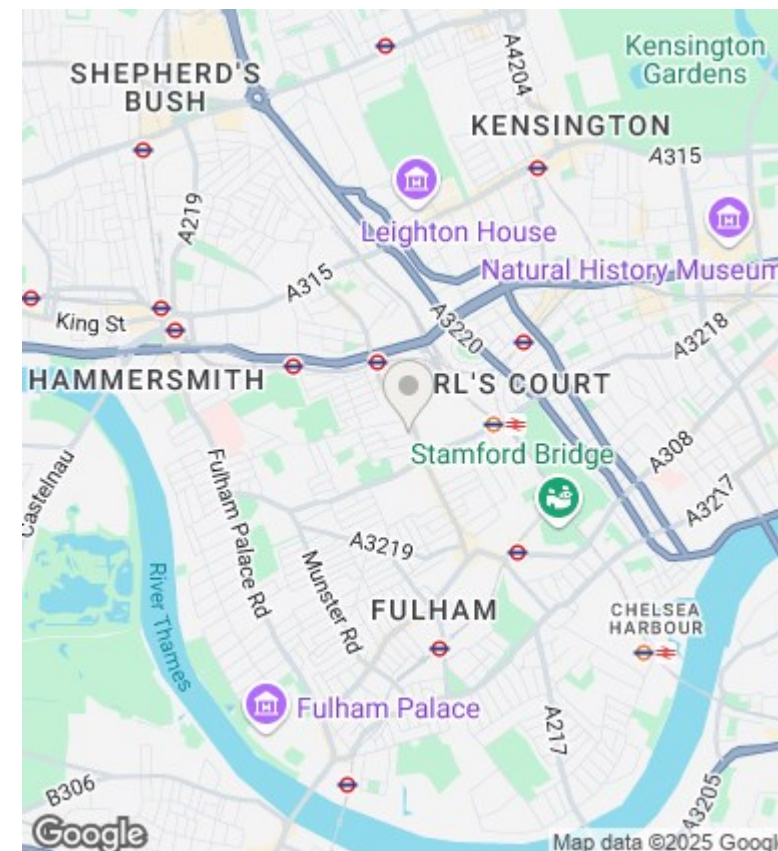 A4204
Kensington
Gardens
SHEPHERD'S
BUSH
KENSINGTON
A315
A219
Leighton House
Natural History Museum
A315
King St
A3220
A3218
HAMMERSMITH
RL'S COURT
Stamford Bridge
A308
Castelnau
Fulham Palace Rd
A3217
A3219
River Thames
Munster Rd
FULHAM
CHELSEA
HARBOUR
Fulham Palace
A217
B306
A3205
Google
Map data ©2025 Googl